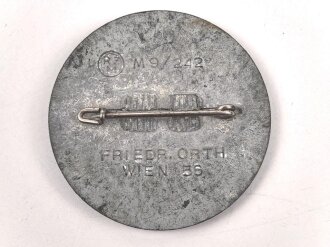 M9/242
FRIEDR. ORTH
WIEN 56